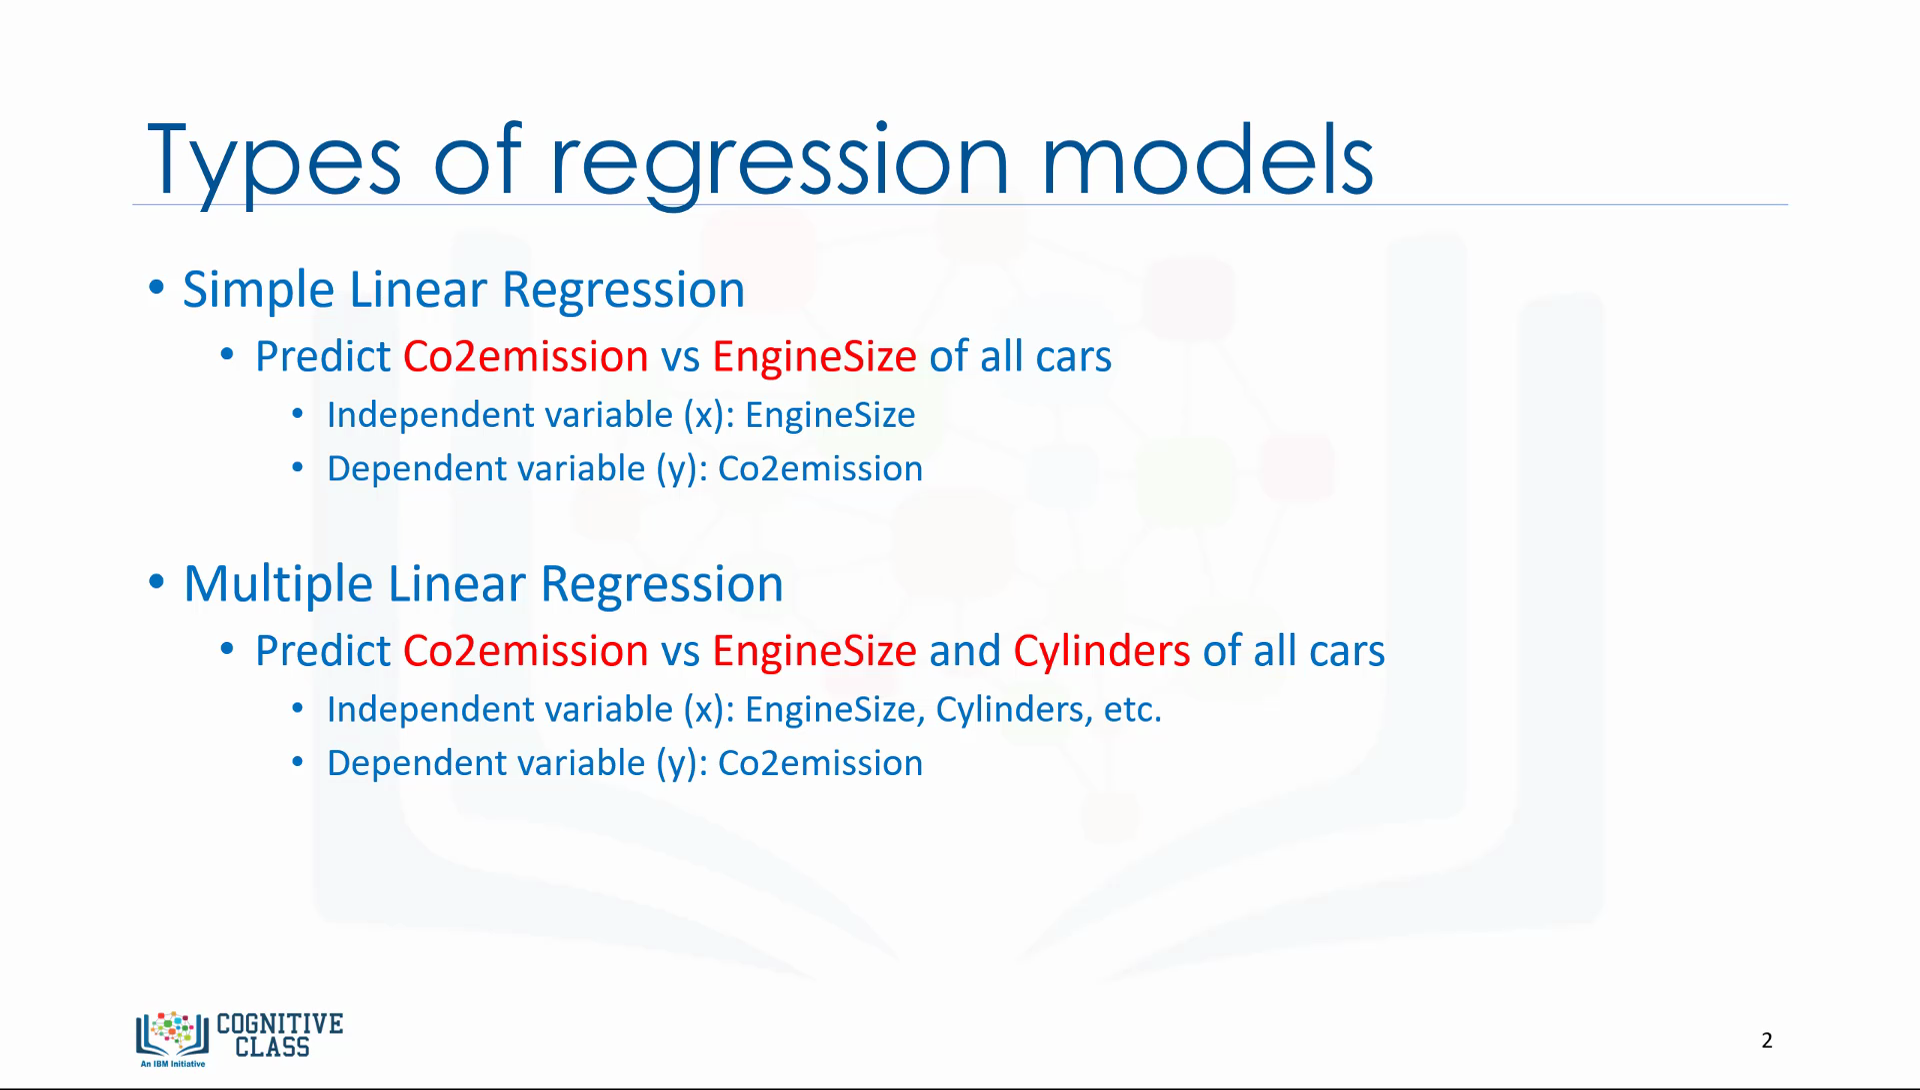 Types of regression models
• Simple Linear Regression
• Predict Co2emission vs EngineSize of all cars
• Independent variable (x): EngineSize
• Dependent variable (y): Co2emission
• Multiple Linear Regression
• Predict Co2emission vs EngineSize and Cylinders of all cars
• Independent variable (x): EngineSize, Cylinders, etc.
• Dependent variable (y): Co2emission
COGNITIVE
CLASS
An IBM Initiative
2